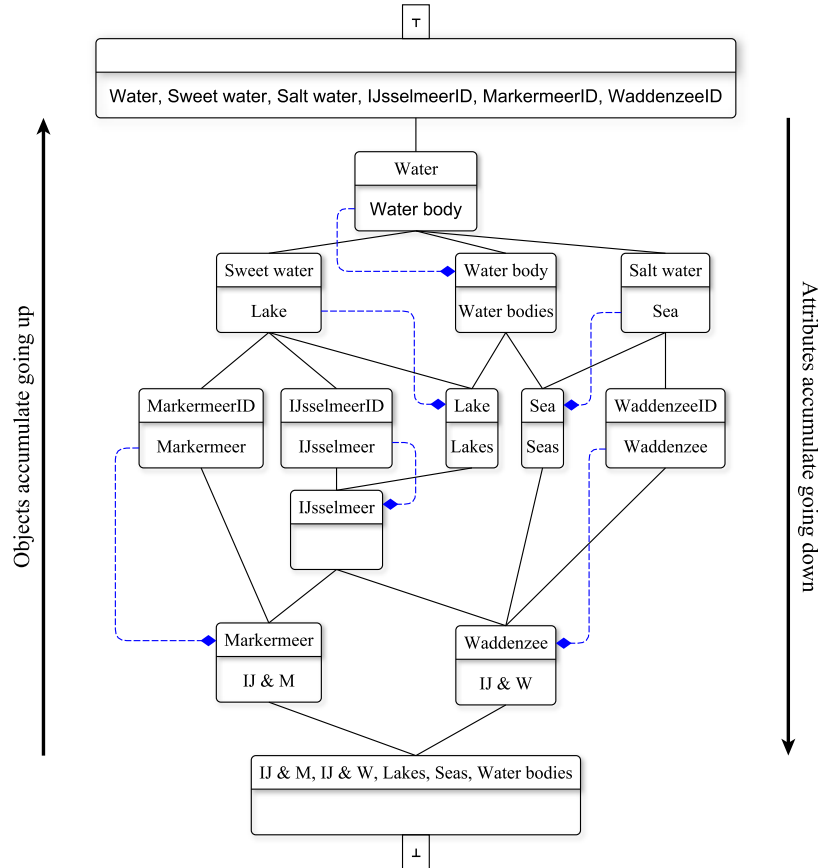 ⊤
Water, Sweet water, Salt water, IJsselmeerID, MarkermeerID, WaddenzeeID
Water
Water body
Sweet water
Lake
Water body
Water bodies
Salt water
Sea
MarkermeerID
Markermeer
IJsselmeerID
IJsselmeer
Lake
Lakes
Sea
Seas
WaddenzeeID
Waddenzee
IJsselmeer
Markermeer
IJ & M
Waddenzee
IJ & W
IJ & M, IJ & W, Lakes, Seas, Water bodies
⊥
Objects accumulate going up
Attributes accumulate going down